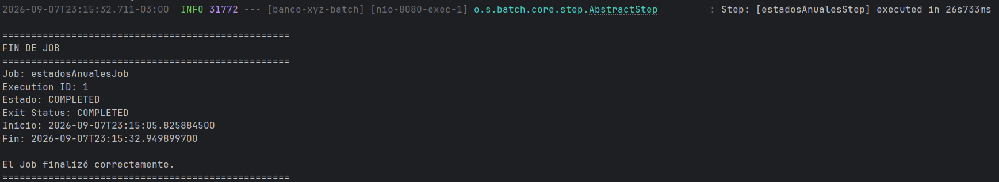 2026-09-07T23:15:32.711-03:00  INFO 31772 --- [banco-xyz-batch] [nio-8080-exec-1] o.s.batch.core.step.AbstractStep         : Step: [estadosAnualesStep] executed in 26s733ms
==================================================
FIN DE JOB
==================================================
Job: estadosAnualesJob
Execution ID: 1
Estado: COMPLETED
Exit Status: COMPLETED
Inicio: 2026-09-07T23:15:05.825884500
Fin: 2026-09-07T23:15:32.949899700
El Job finalizó correctamente.
==================================================